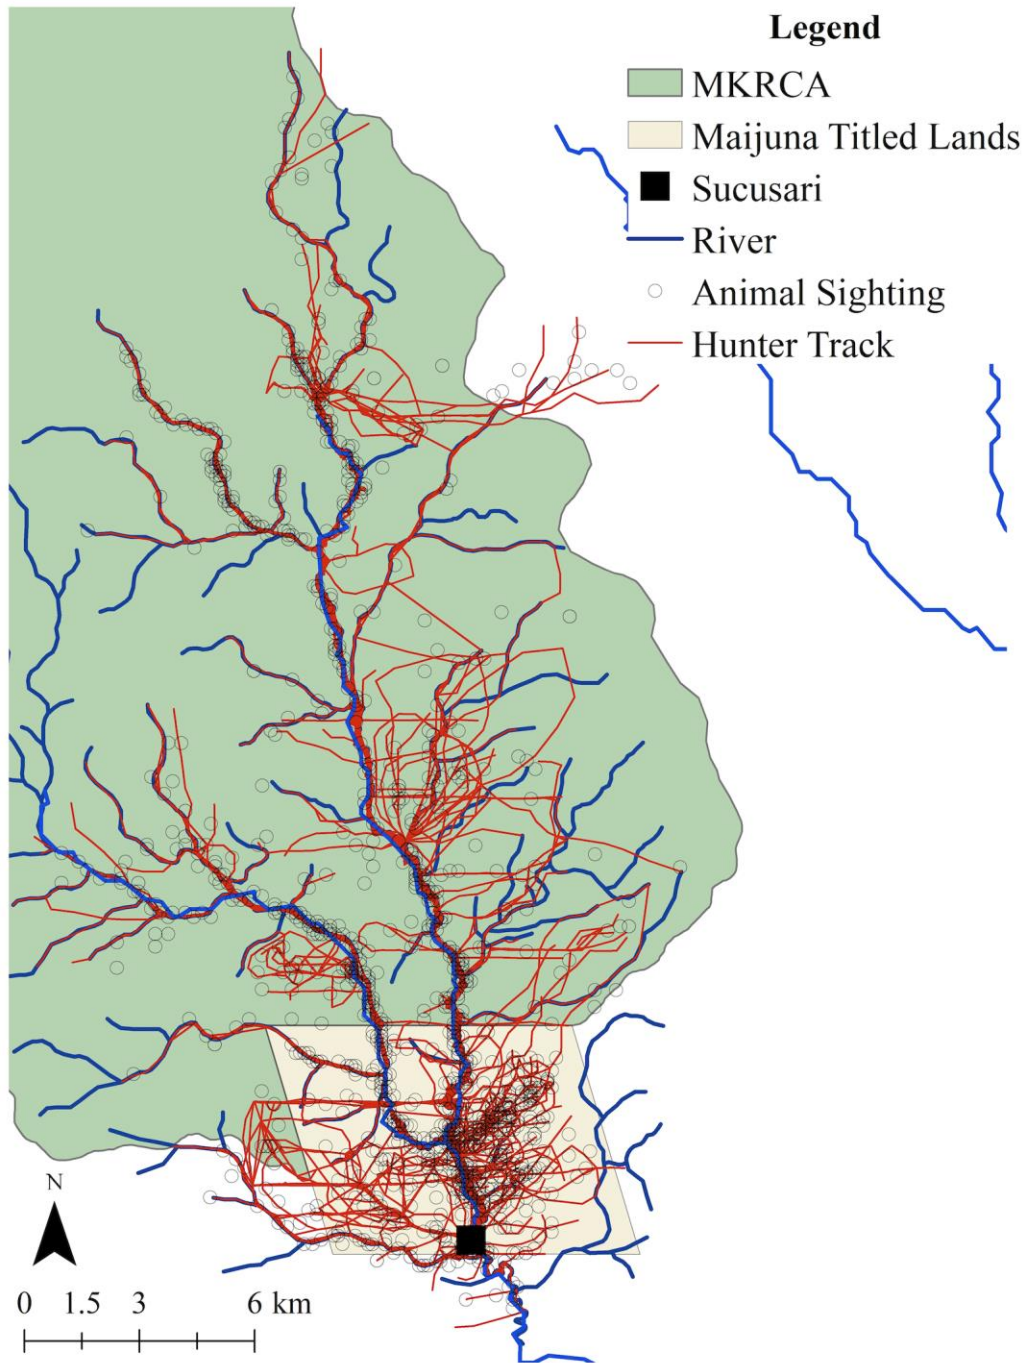 Legend
MKRCA
Maijuna Titled Lands
Sucusari
River
Animal Sighting
Hunter Track
N
0 1.5 3 6 km